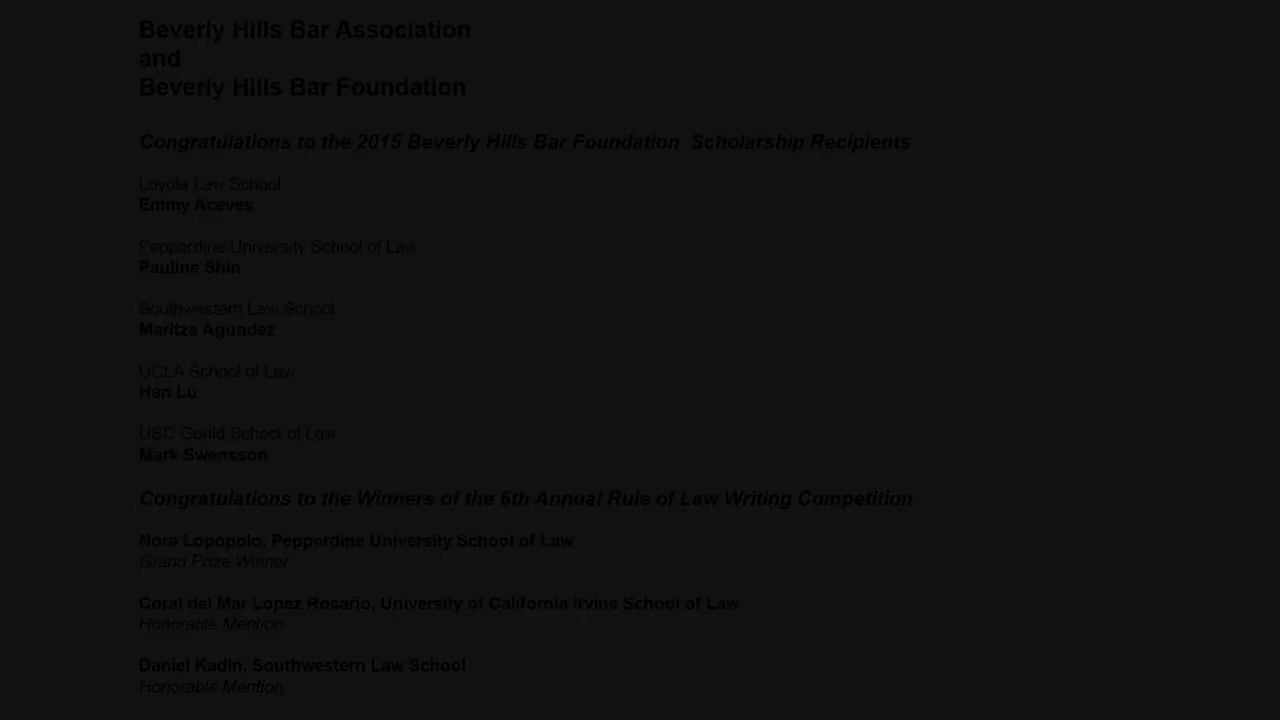 Beverly Hills Bar Association
and
Beverly Hills Bar Foundation
Congratulations to the 2015 Beverly Hills Bar Foundation Scholarship Recipients
Loyola Law School
Emmy Aceves
Pepperdine University School of Law
Pauline Shin
Southwestern Law School
Maritza Agundez
UCLA School of Law
Han Lu
USC Gould School of Law
Mark Swensson
Congratulations to the Winners of the 6th Annual Rule of Law Writing Competition
Nora Lopopolo, Pepperdine University School of Law
Grand Prize Winner
Coral del Mar Lopez Rosario, University of California Irvine School of Law
Honorable Mention
Daniel Kadin, Southwestern Law School
Honorable Mention